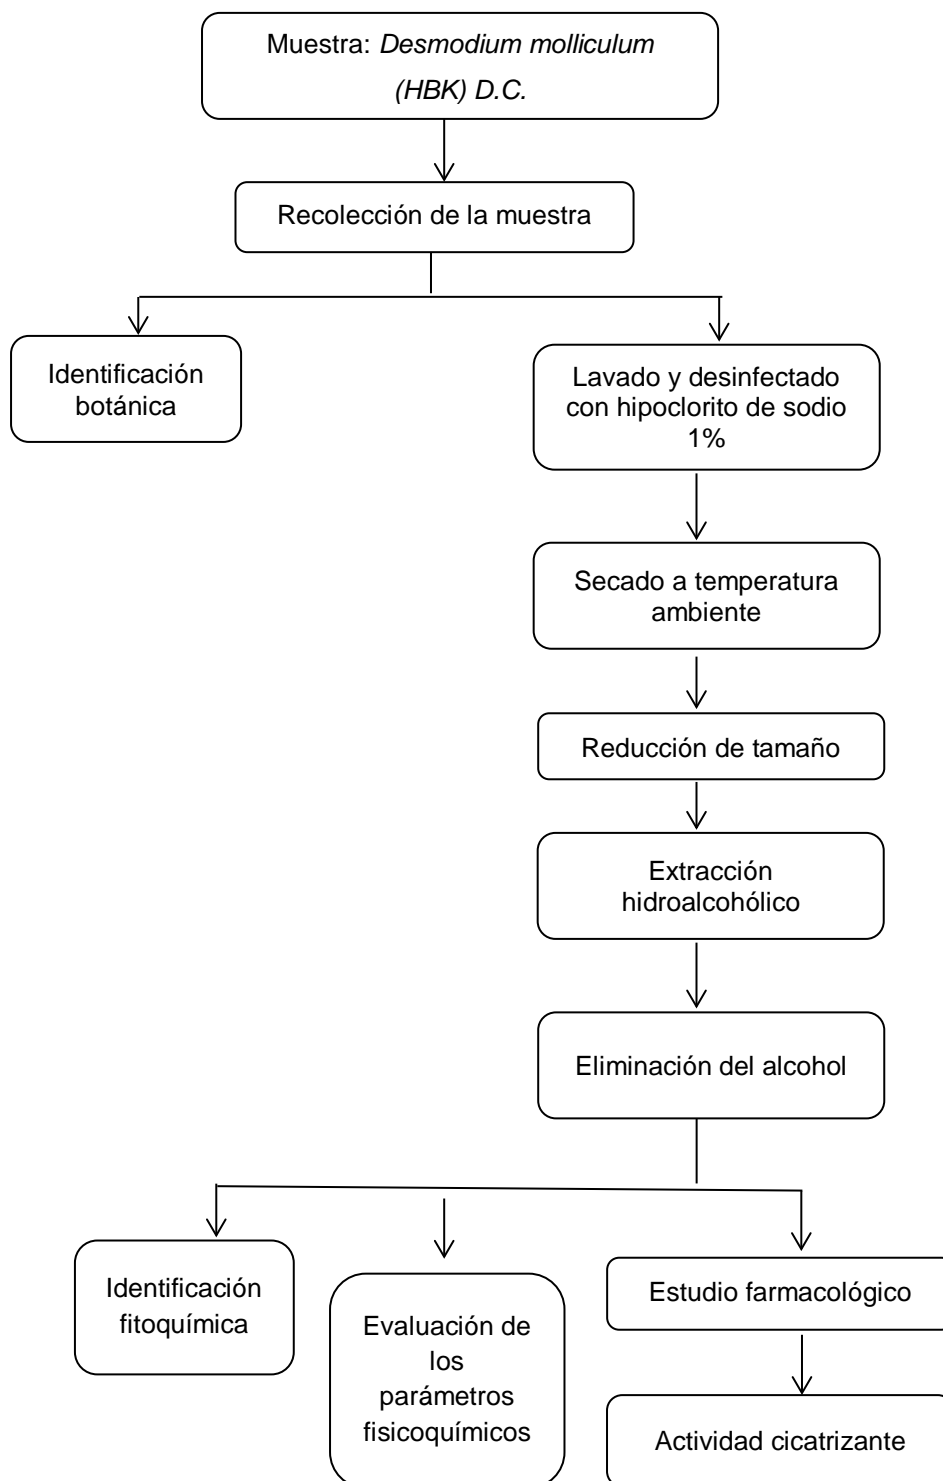 Muestra: Desmodium molliculum
(HBK) D.C.
Recolección de la muestra
Identificación
botánica
Lavado y desinfectado
con hipoclorito de sodio
1%
Secado a temperatura
ambiente
Reducción de tamaño
Extracción
hidroalcohólico
Eliminación del alcohol
Identificación
fitoquímica
Evaluación de
los
parámetros
fisicoquímicos
Estudio farmacológico
Actividad cicatrizante